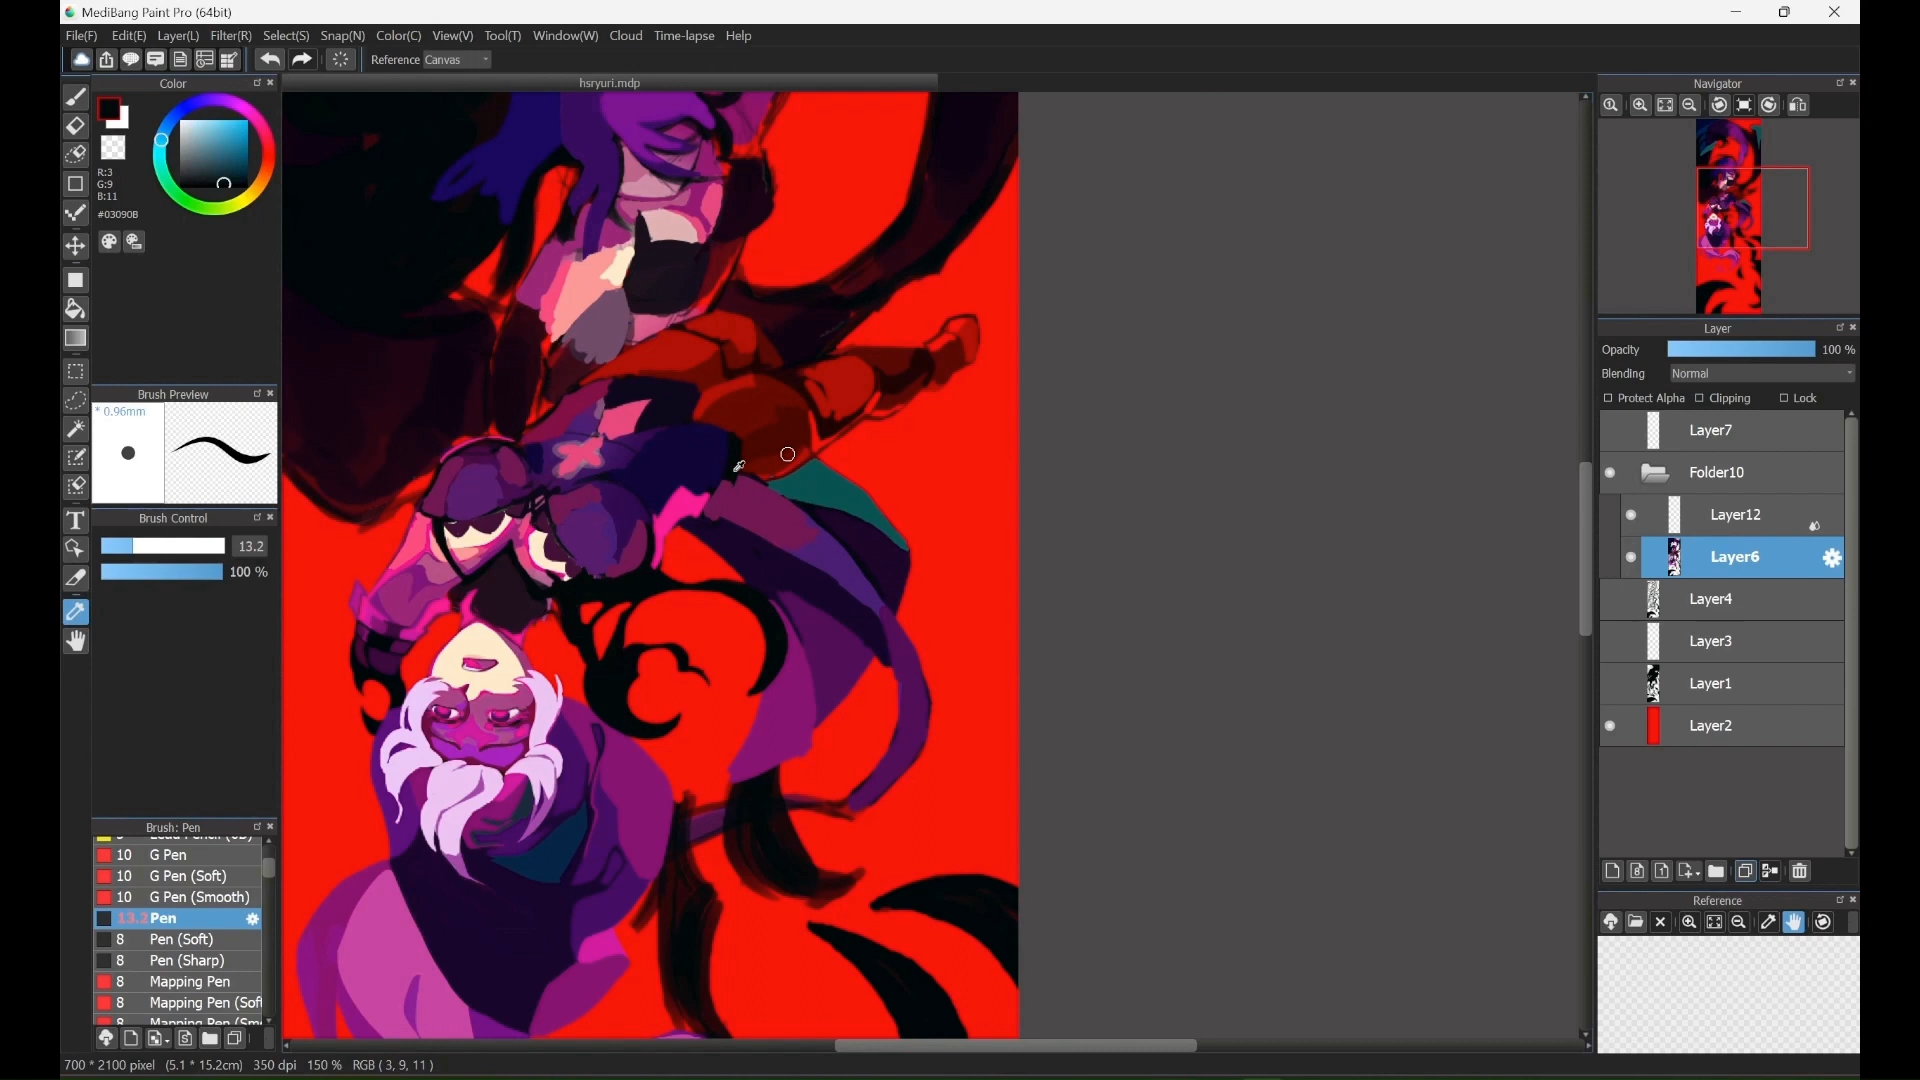 MediBang Paint Pro (64bit)
File(F) Edit(E) Layer(L) Filter(R) Select(S) Snap(N) Color(C) View(V) Tool(T) Window(W) Cloud Time-lapse Help
Reference Canvas
Color
hsryuri.mdp
Navigator
R:3
G:9
B:11
#03090B
Layer
Opacity 100 %
Blending Normal
Protect Alpha Clipping Lock
Brush Preview
* 0.96mm
Layer7
Folder10
Brush Control
Layer12
13.2
Layer6
100 %
Layer4
Layer3
Layer1
Layer2
Brush: Pen
10 G Pen
10 G Pen (Soft)
10 G Pen (Smooth)
13.2 Pen
8 Pen (Soft)
8 Pen (Sharp)
8 Mapping Pen
8 Mapping Pen (Sof
Reference
700 * 2100 pixel (5.1 * 15.2cm) 350 dpi 150 % RGB ( 3, 9, 11 )